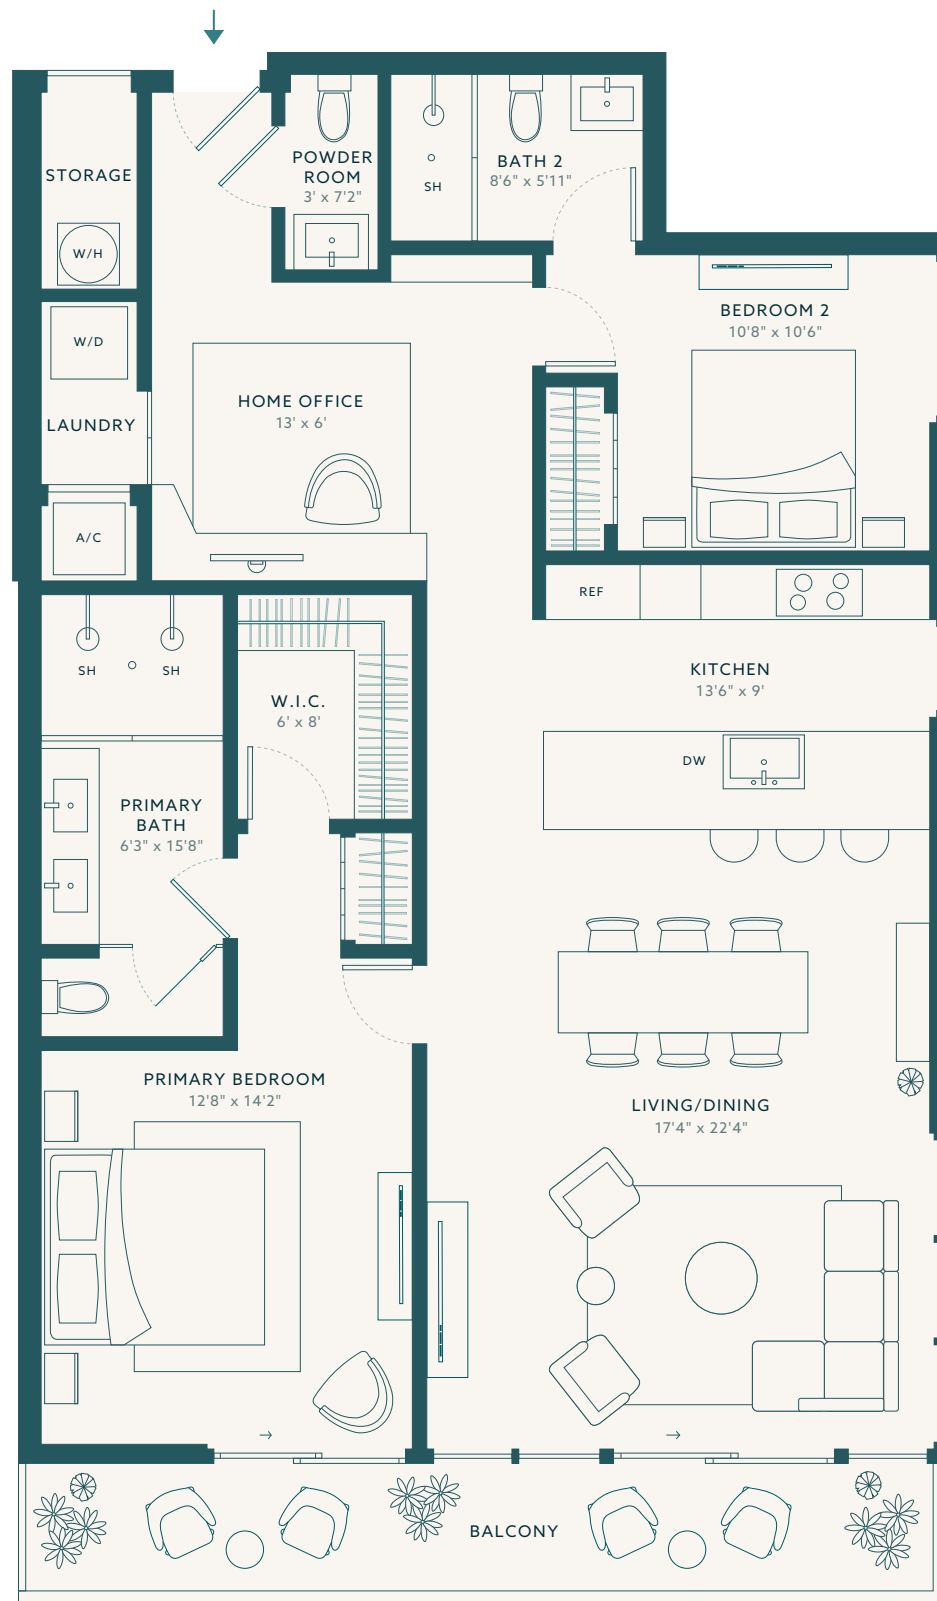 POWDER
ROOM
3' x 7'2"
BATH 2
8'6" x 5'11"
SH
STORAGE
W/H
BEDROOM 2
10'8" x 10'6"
W/D
LAUNDRY
HOME OFFICE
13' x 6'
A/C
REF
KITCHEN
13'6" x 9'
SH
SH
W.I.C.
6' x 8'
DW
PRIMARY
BATH
6'3" x 15'8"
PRIMARY BEDROOM
12'8" x 14'2"
LIVING/DINING
17'4" x 22'4"
BALCONY